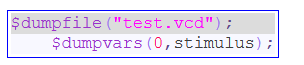 $dumpfile("test.vcd");
$dumpvars(0,stimulus);